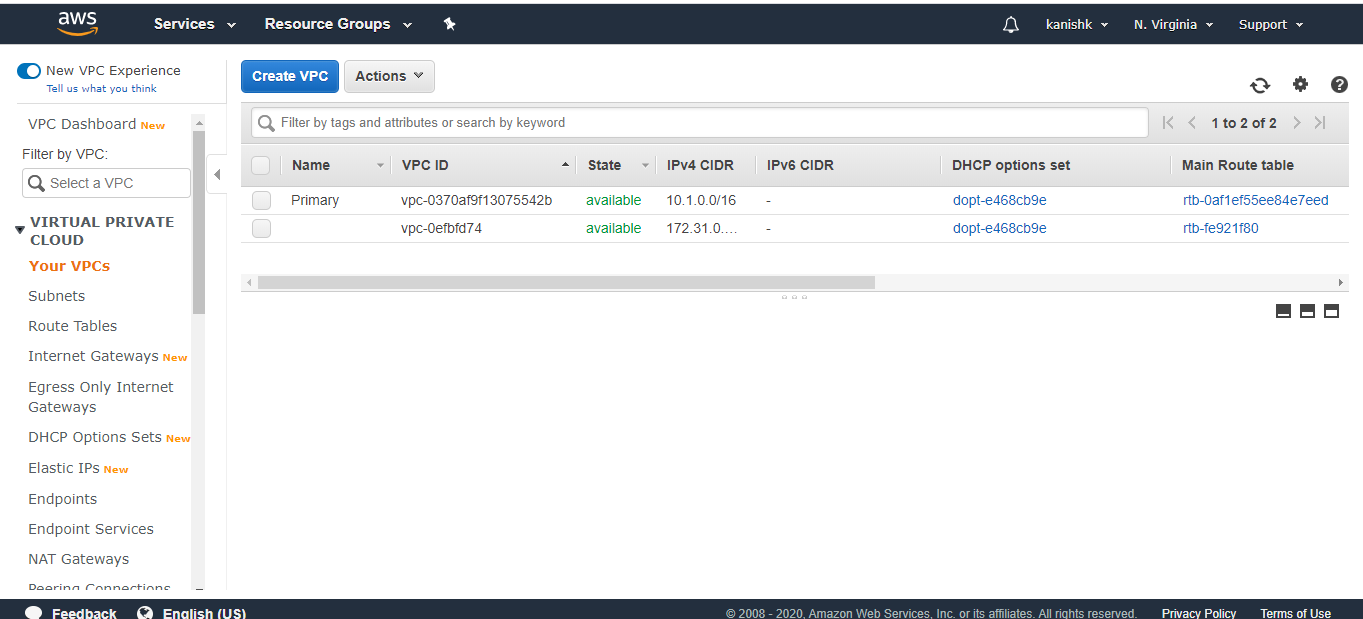 aws Services Resource Groups kanishk N. Virginia Support
New VPC Experience
Tell us what you think
VPC Dashboard New
Filter by VPC:
Select a VPC
VIRTUAL PRIVATE
CLOUD
Your VPCs
Subnets
Route Tables
Internet Gateways New
Egress Only Internet
Gateways
DHCP Options Sets New
Elastic IPs New
Endpoints
Endpoint Services
NAT Gateways
Peering Connections
Create VPC Actions
Filter by tags and attributes or search by keyword
1 to 2 of 2
Name VPC ID State IPv4 CIDR IPv6 CIDR DHCP options set Main Route table
Primary vpc-0370af9f13075542b available 10.1.0.0/16 - dopt-e468cb9e rtb-0af1ef55ee84e7eed
vpc-0efbfd74 available 172.31.0.… - dopt-e468cb9e rtb-fe921f80
Feedback English (US) © 2008 - 2020, Amazon Web Services, Inc. or its affiliates. All rights reserved. Privacy Policy Terms of Use